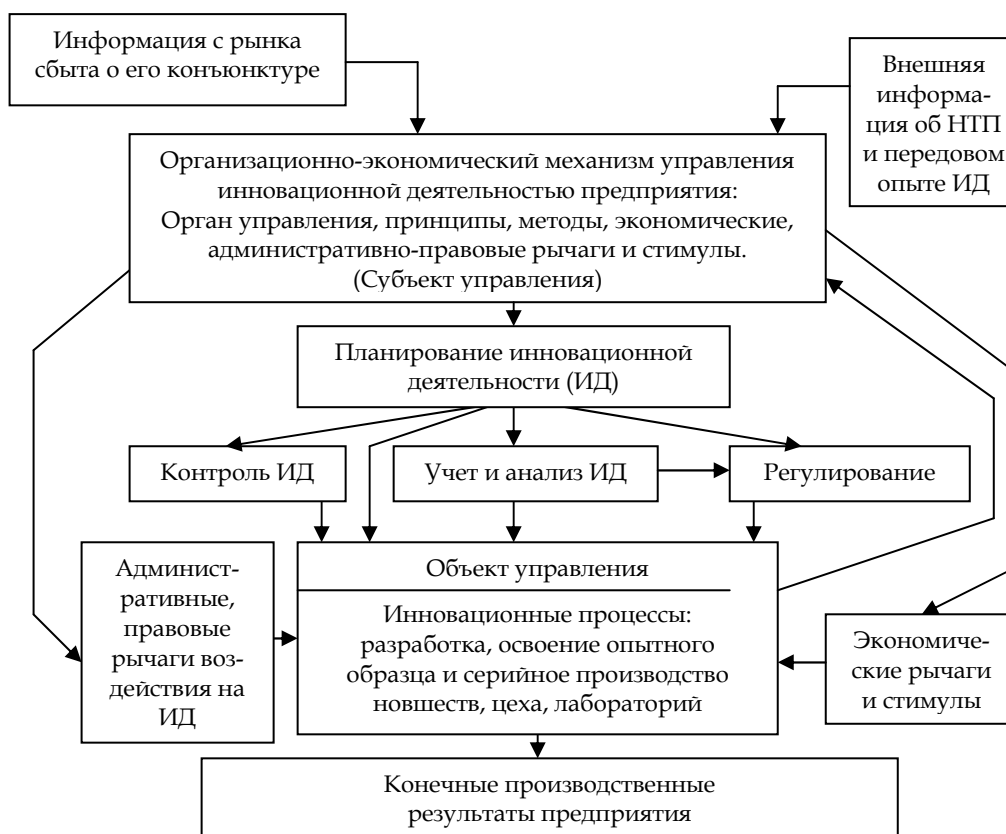 Информация с рынка
сбыта о его конъюнктуре
Внешняя
информа-
ция об НТП
и передовом
опыте ИД
Организационно-экономический механизм управления
инновационной деятельностью предприятия:
Орган управления, принципы, методы, экономические,
административно-правовые рычаги и стимулы.
(Субъект управления)
Планирование инновационной
деятельности (ИД)
Контроль ИД
Учет и анализ ИД
Регулирование
Админист-
ративные,
правовые
рычаги воз-
действия на
ИД
Объект управления
Инновационные процессы:
разработка, освоение опытного
образца и серийное производство
новшеств, цеха, лабораторий
Экономиче-
ские рычаги
и стимулы
Конечные производственные
результаты предприятия